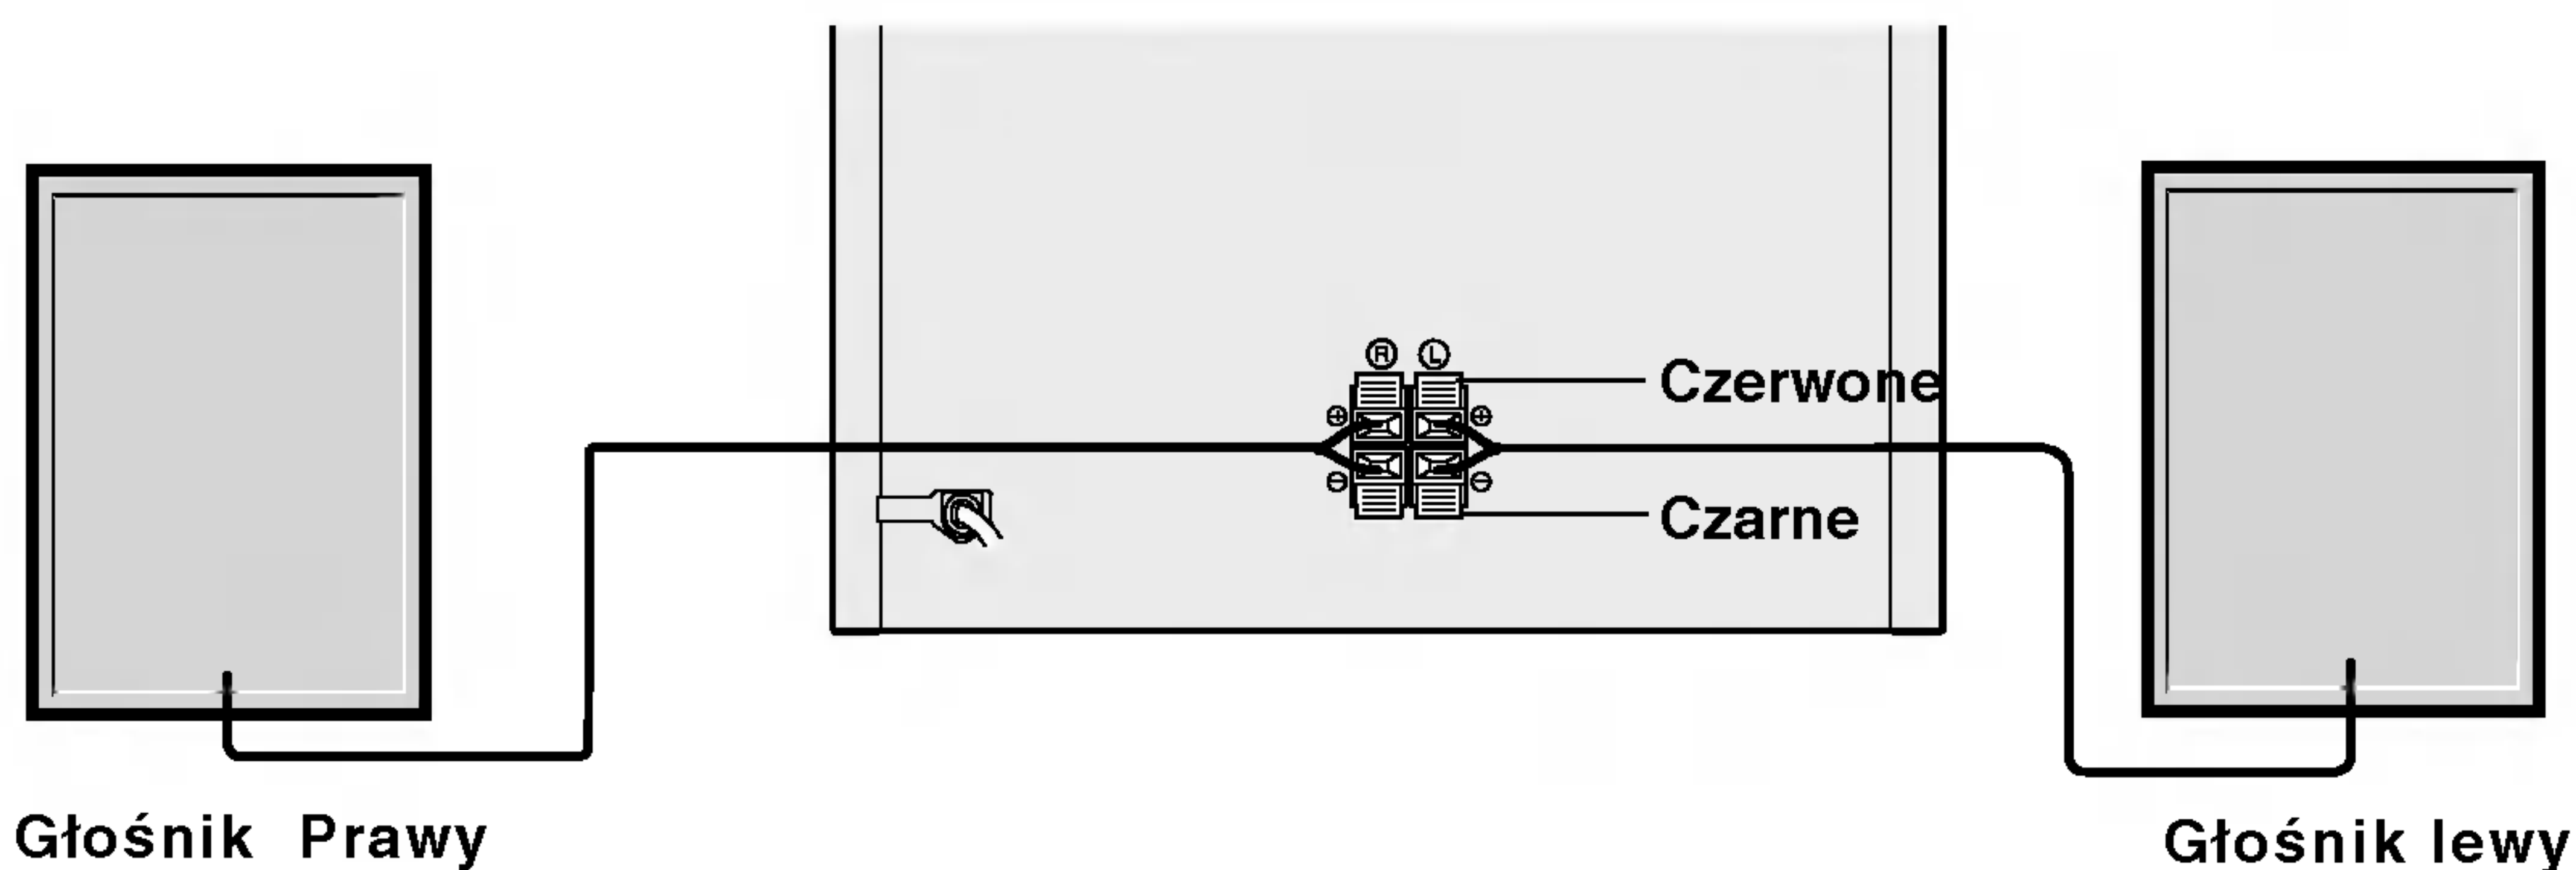 R L
Czerwone
+ +
- -
Czarne
Głośnik Prawy
Głośnik lewy